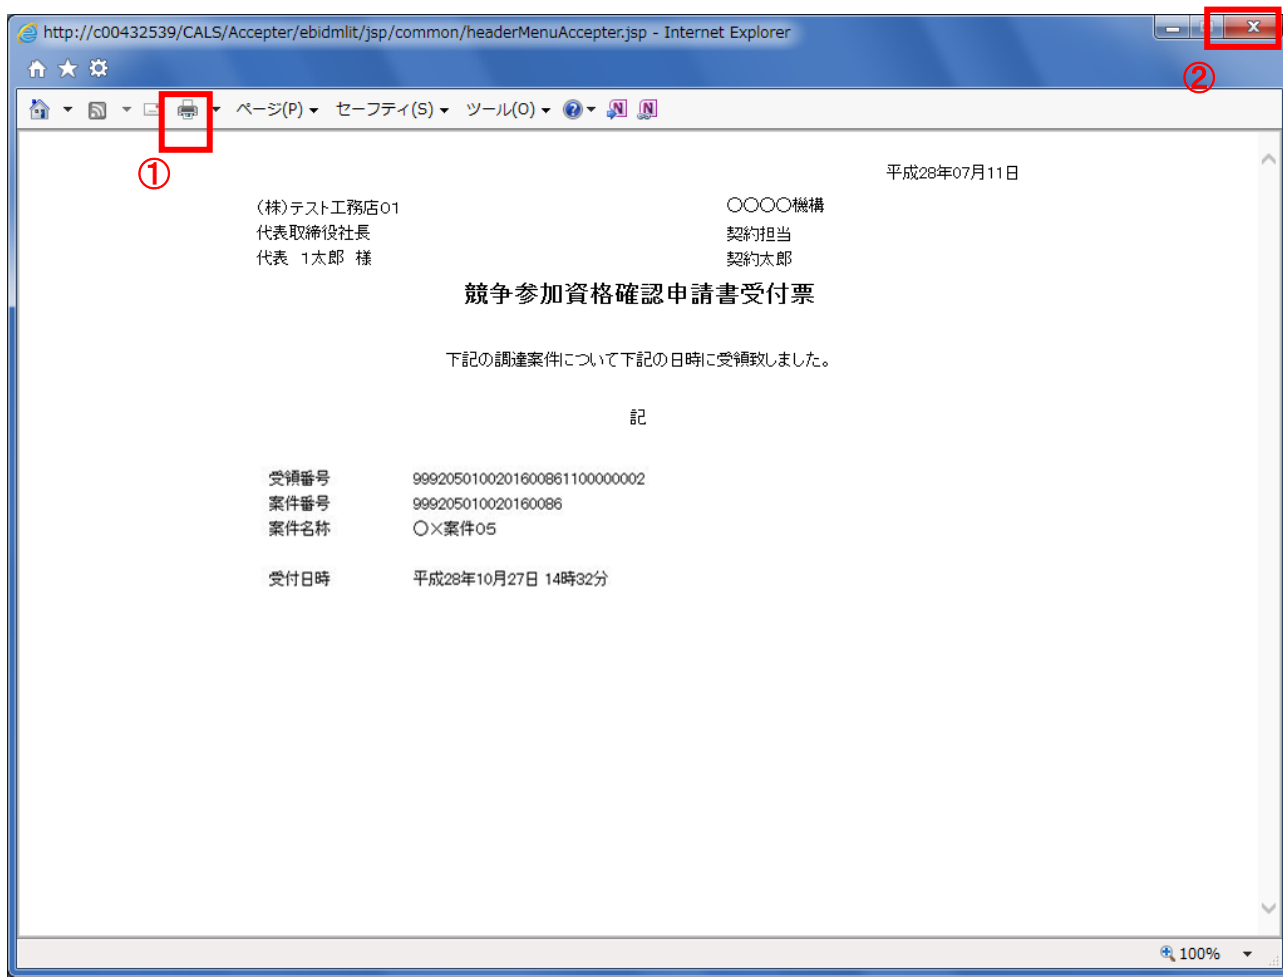 http://c00432539/CALS/Accepter/ebidmlit/jsp/common/headerMenuAccepter.jsp - Internet Explorer
②
ページ(P) セーフティ(S) ツール(O)
①
平成28年07月11日
(株)テスト工務店01
〇〇〇〇機構
代表取締役社長
契約担当
代表 1太郎 様
契約太郎
競争参加資格確認申請書受付票
下記の調達案件について下記の日時に受領致しました。
記
受領番号 9992050100201600861100000002
案件番号 999205010020160086
案件名称 〇×案件05
受付日時 平成28年10月27日 14時32分
100%